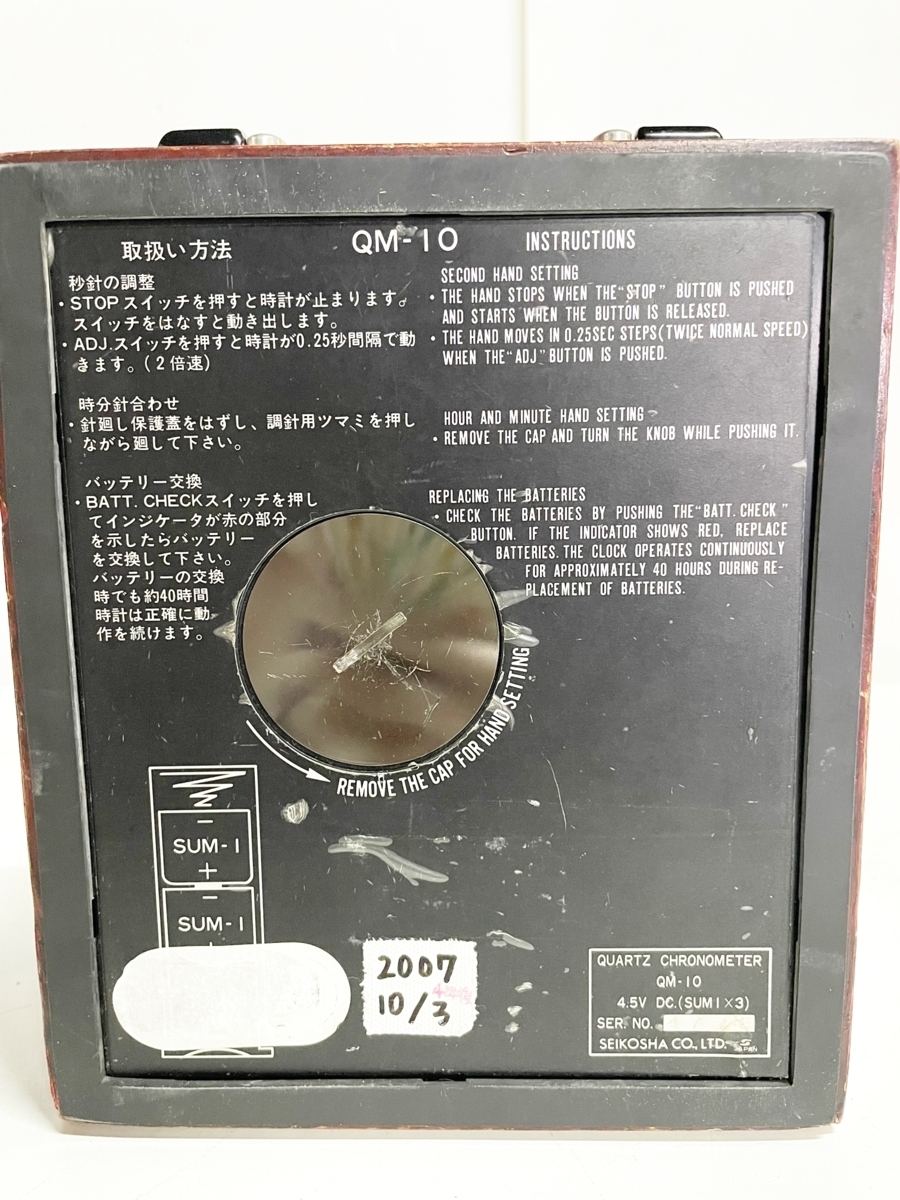 QM-10
取扱い方法
秒針の調整
・STOPスイッチを押すと時計が止まります。
スイッチをはなすと動き出します。
・ADJ.スイッチを押すと時計が0.25秒間隔で動
きます。(2倍速)
時分針合わせ
・針廻し保護蓋をはずし、調針用ツマミを押し
ながら廻して下さい。
バッテリー交換
・BATT. CHECKスイッチを押し
てインジケータが赤の部分
を示したらバッテリー
を交換して下さい。
バッテリーの交換
時でも約40時間
時計は正確に動
作を続けます。
INSTRUCTIONS
SECOND HAND SETTING
・THE HAND STOPS WHEN THE "STOP" BUTTON IS PUSHED
AND STARTS WHEN THE BUTTON IS RELEASED.
・THE HAND MOVES IN 0.25SEC STEPS(TWICE NORMAL SPEED)
WHEN THE "ADJ" BUTTON IS PUSHED.
HOUR AND MINUTE HAND SETTING
・REMOVE THE CAP AND TURN THE KNOB WHILE PUSHING IT.
REPLACING THE BATTERIES
・CHECK THE BATTERIES BY PUSHING THE "BATT. CHECK"
BUTTON. IF THE INDICATOR SHOWS RED, REPLACE
BATTERIES. THE CLOCK OPERATES CONTINUOUSLY
FOR APPROXIMATELY 40 HOURS DURING RE-
PLACEMENT OF BATTERIES.
REMOVE THE CAP FOR HAND SETTING
−
SUM-1
+
−
SUM-1
2007
10/3
QUARTZ CHRONOMETER
QM-10
4.5V DC.(SUM1×3)
SER. NO.
SEIKOSHA CO., LTD.
JAPAN